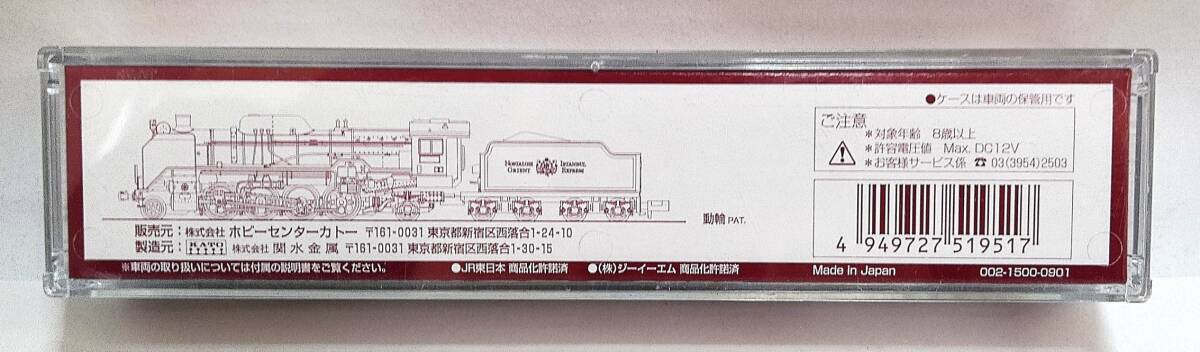 ●ケースは車両の保管用です
ご注意
*対象年齢 8歳以上
*許容電圧値 Max. DC12V
*お客様サービス係 ☎03(3954)2503
NOSTALGIE ISTANBUL
ORIENT EXPRESS
動輪 PAT.
販売元:株式会社 ホビーセンターカトー 〒161-0031 東京都新宿区西落合1-24-10
製造元:KATO 株式会社 関水金属 〒161-0031 東京都新宿区西落合1-30-15
4 949727 519517
※車両の取り扱いについては付属の説明書をご覧ください。 ●JR東日本 商品化許諾済 ●(株)ジーイーエム 商品化許諾済 Made in Japan 002-1500-0901